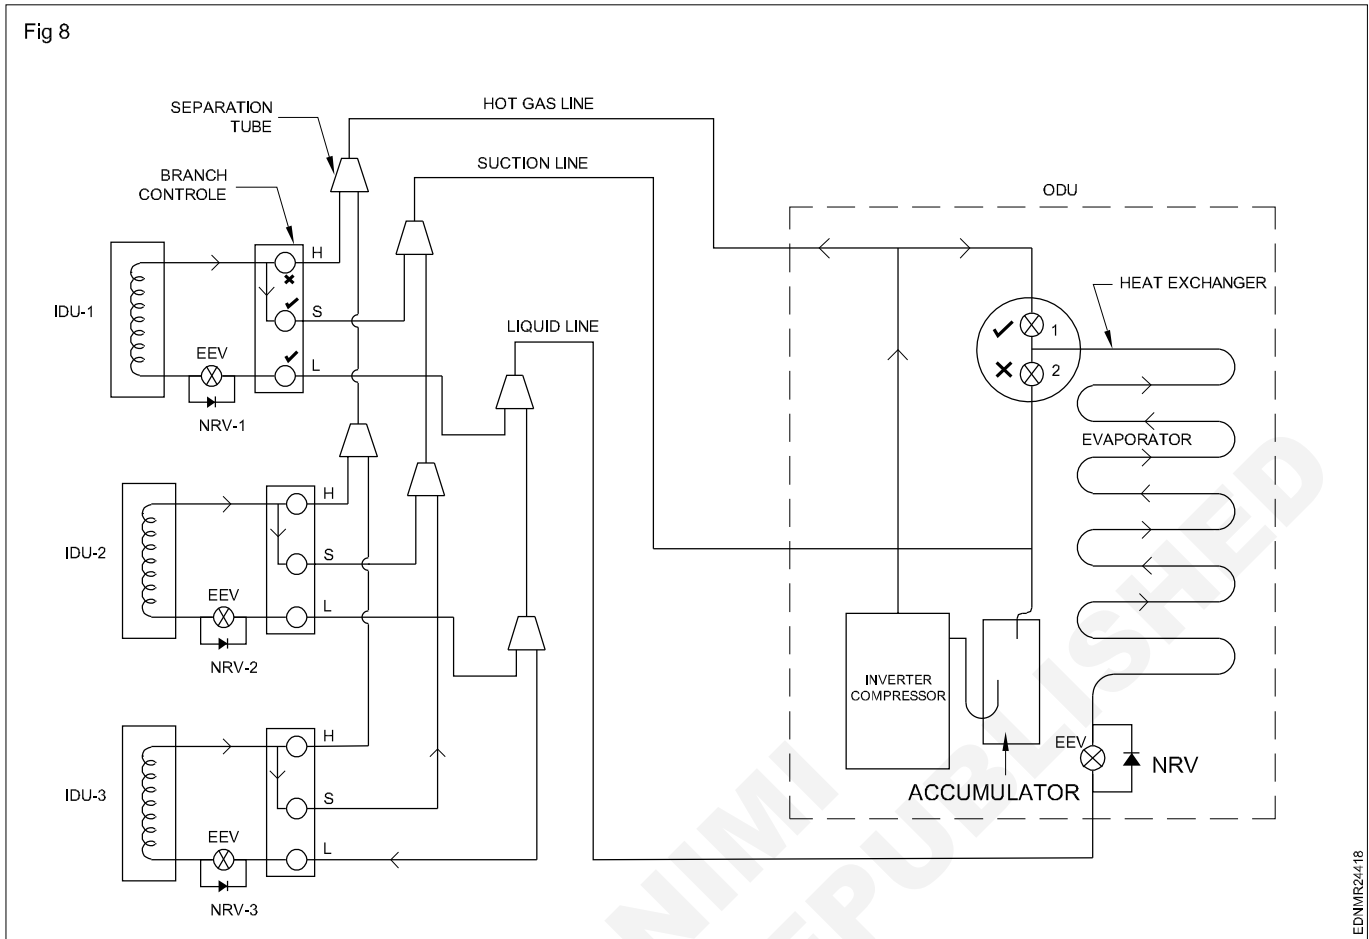 Fig 8
SEPARATION
TUBE
HOT GAS LINE
SUCTION LINE
BRANCH
CONTROLE
ODU
H
S
L
IDU-1
EEV
NRV-1
LIQUID LINE
1
2
HEAT EXCHANGER
EVAPORATOR
H
S
L
IDU-2
EEV
NRV-2
H
S
L
IDU-3
EEV
NRV-3
INVERTER
COMPRESSOR
ACCUMULATOR
EEV
NRV
NIMI
EDNMR24418